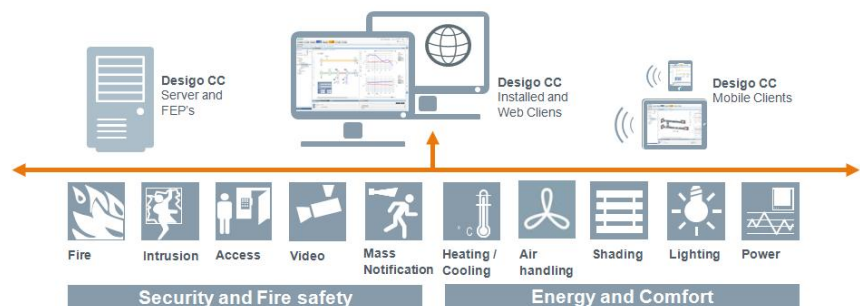 Desigo CC
Server and
FEP's
Desigo CC
Installed and
Web Cliens
Desigo CC
Mobile Clients
° C
Fire
Intrusion
Access
Video
Mass
Notification
Heating /
Cooling
Air
handling
Shading
Lighting
Power
Security and Fire safety
Energy and Comfort